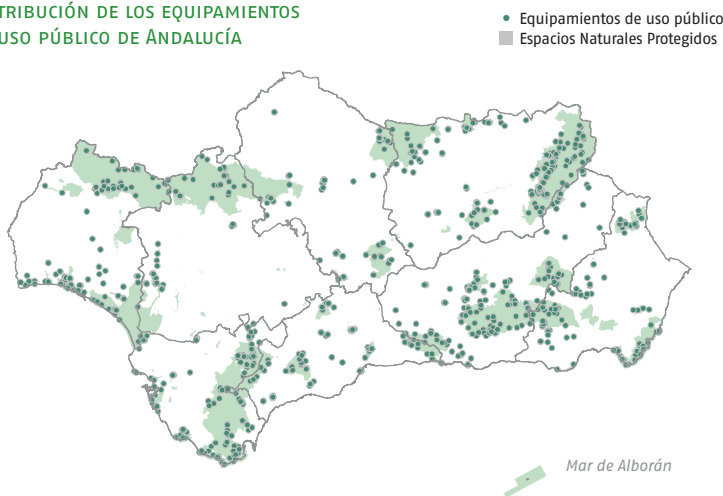 TRIBUCIÓN DE LOS EQUIPAMIENTOS
USO PÚBLICO DE ANDALUCÍA
Equipamientos de uso público
Espacios Naturales Protegidos
Mar de Alborán